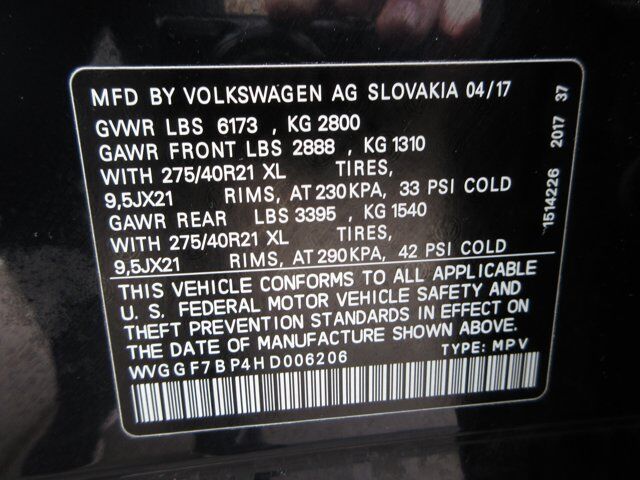 MFD BY VOLKSWAGEN AG SLOVAKIA 04/17
GVWR LBS 6173 , KG 2800
GAWR FRONT LBS 2888 , KG 1310
WITH 275/40R21 XL TIRES,
9,5JX21 RIMS, AT 230 KPA, 33 PSI COLD
GAWR REAR LBS 3395 , KG 1540
WITH 275/40R21 XL TIRES,
9,5JX21 RIMS, AT 290 KPA, 42 PSI COLD
THIS VEHICLE CONFORMS TO ALL APPLICABLE
U. S. FEDERAL MOTOR VEHICLE SAFETY AND
THEFT PREVENTION STANDARDS IN EFFECT ON
THE DATE OF MANUFACTURE SHOWN ABOVE.
WVGGF7BP4HD006206 TYPE: MPV
1514226 2017 37